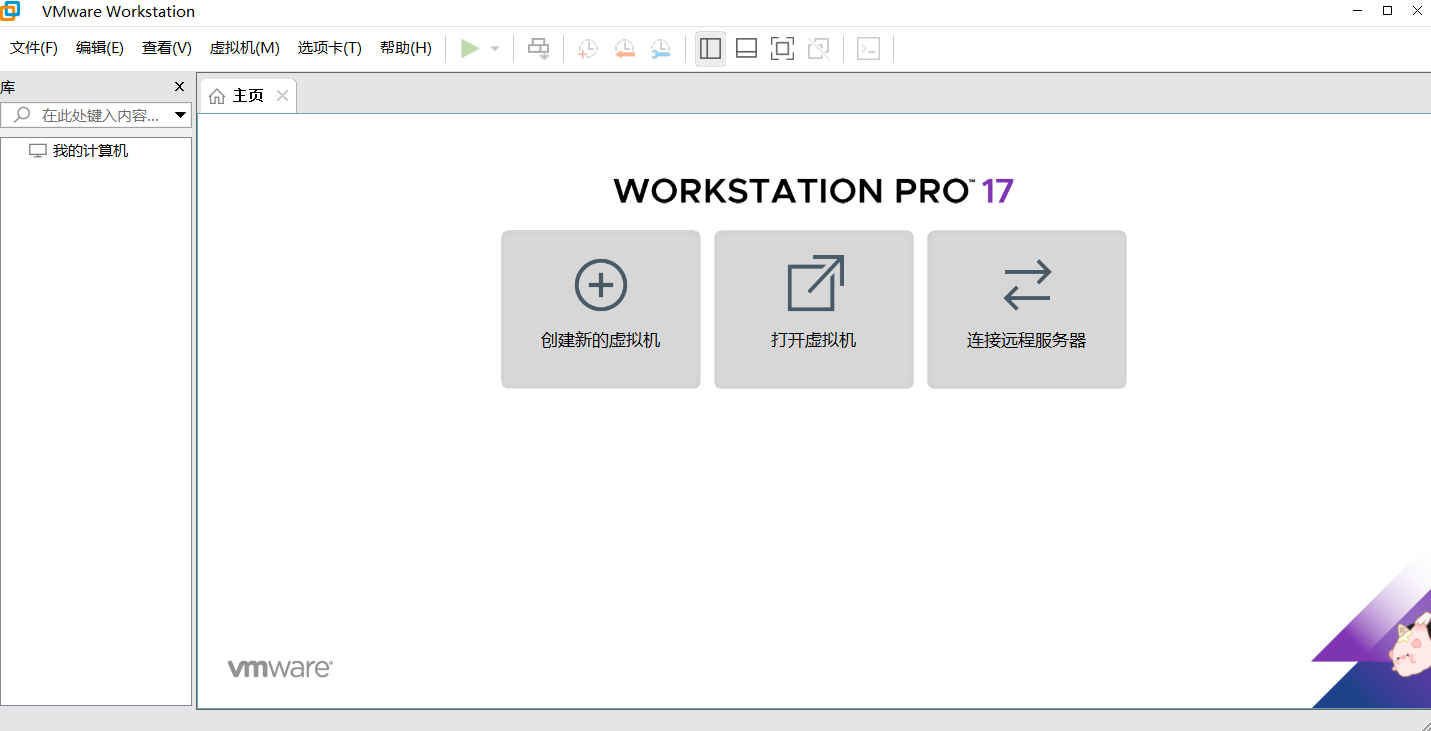 VMware Workstation
文件(F) 编辑(E) 查看(V) 虚拟机(M) 选项卡(T) 帮助(H)
库
在此处键入内容...
我的计算机
主页
WORKSTATION PRO™ 17
创建新的虚拟机 打开虚拟机 连接远程服务器
vmware®